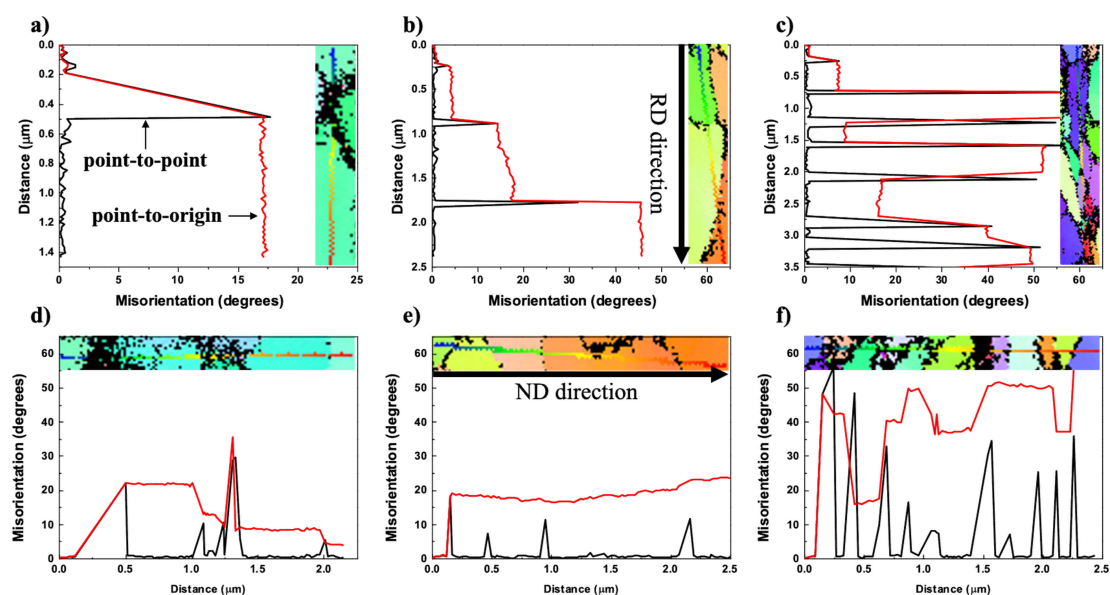 a)
b)
c)
0.0
0.2
0.4
0.6
0.8
1.0
1.2
1.4
Distance (μm)
point-to-point
point-to-origin
0 5 10 15 20 25
Misorientation (degrees)
0.0
0.5
1.0
1.5
2.0
2.5
Distance (μm)
RD direction
0 10 20 30 40 50 60
Misorientation (degrees)
0.0
0.5
1.0
1.5
2.0
2.5
3.0
3.5
Distance (μm)
0 10 20 30 40 50 60
Misorientation (degrees)
d)
e)
f)
60
50
40
30
20
10
0
Misorientation (degrees)
0.0 0.5 1.0 1.5 2.0
Distance (μm)
60
50
40
30
20
10
0
Misorientation (degrees)
ND direction
0.0 0.5 1.0 1.5 2.0 2.5
Distance (μm)
60
50
40
30
20
10
0
Misorientation (degrees)
0.0 0.5 1.0 1.5 2.0 2.5
Distance (μm)